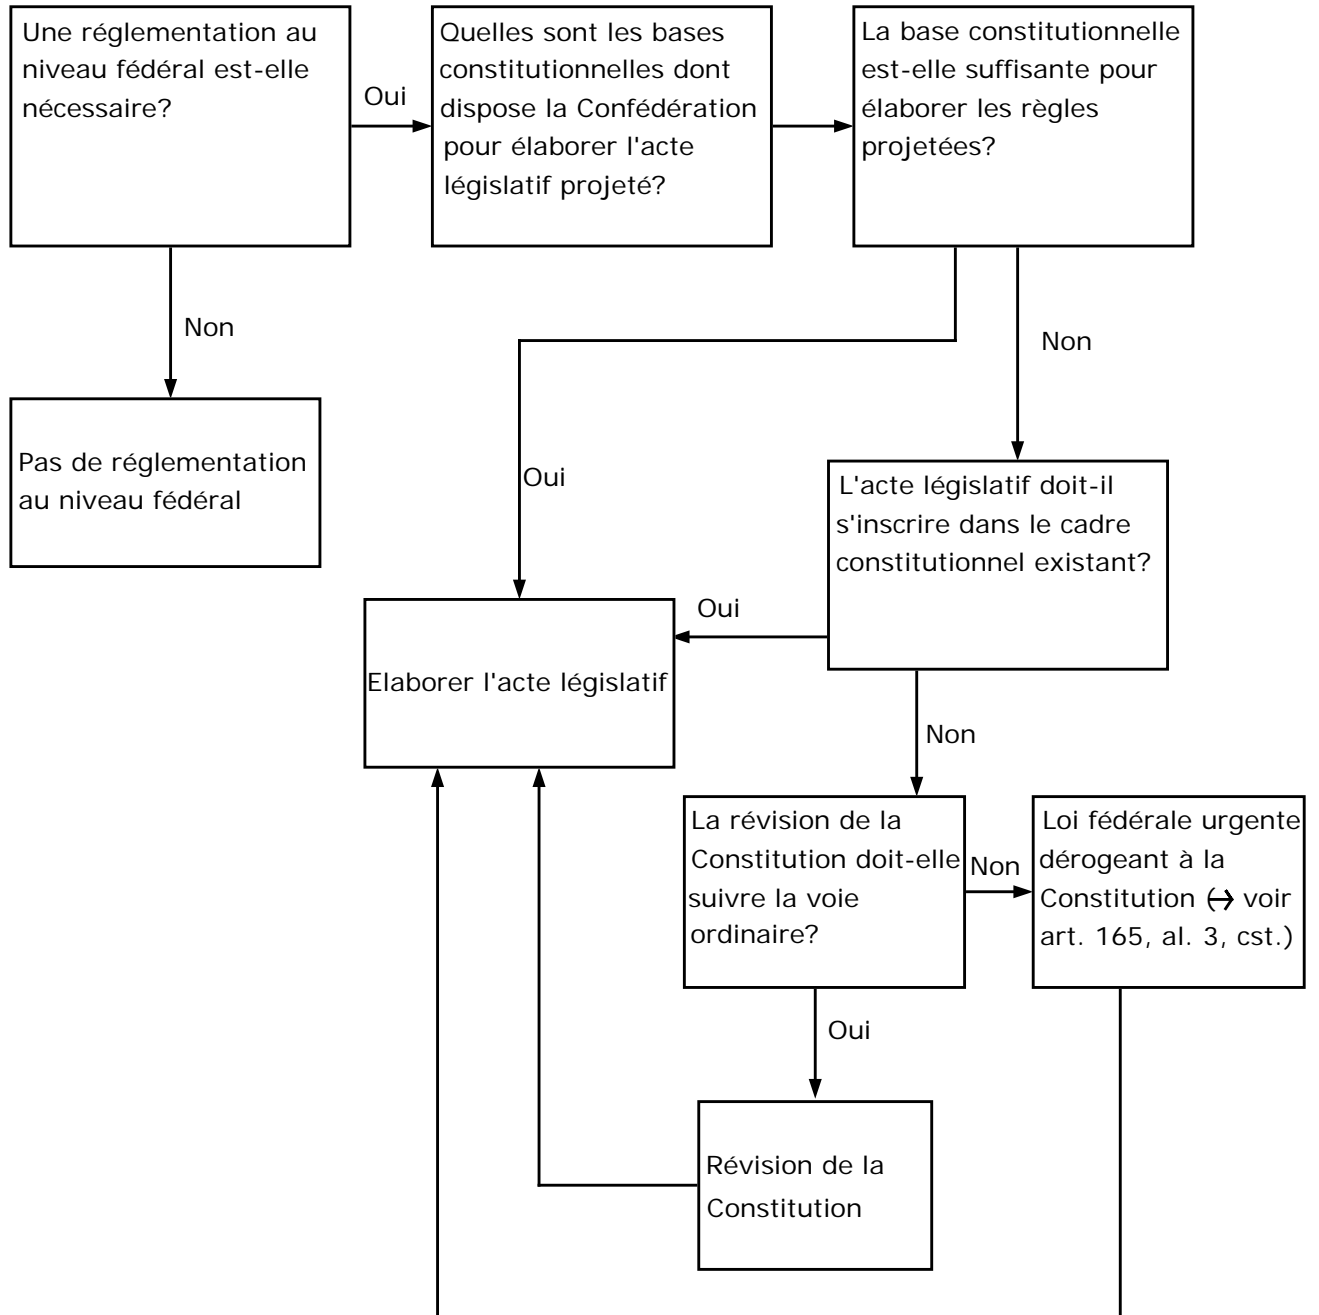 Une réglementation au
niveau fédéral est-elle
nécessaire?
Oui
Quelles sont les bases
constitutionnelles dont
dispose la Confédération
pour élaborer l'acte
législatif projeté?
La base constitutionnelle
est-elle suffisante pour
élaborer les règles
projetées?
Non
Pas de réglementation
au niveau fédéral
Oui
Non
L'acte législatif doit-il
s'inscrire dans le cadre
constitutionnel existant?
Oui
Elaborer l'acte législatif
Non
La révision de la
Constitution doit-elle
suivre la voie
ordinaire?
Non
Loi fédérale urgente
dérogeant à la
Constitution (→ voir
art. 165, al. 3, cst.)
Oui
Révision de la
Constitution